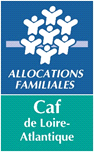 ALLOCATIONS
FAMILIALES
Caf
de Loire-
Atlantique